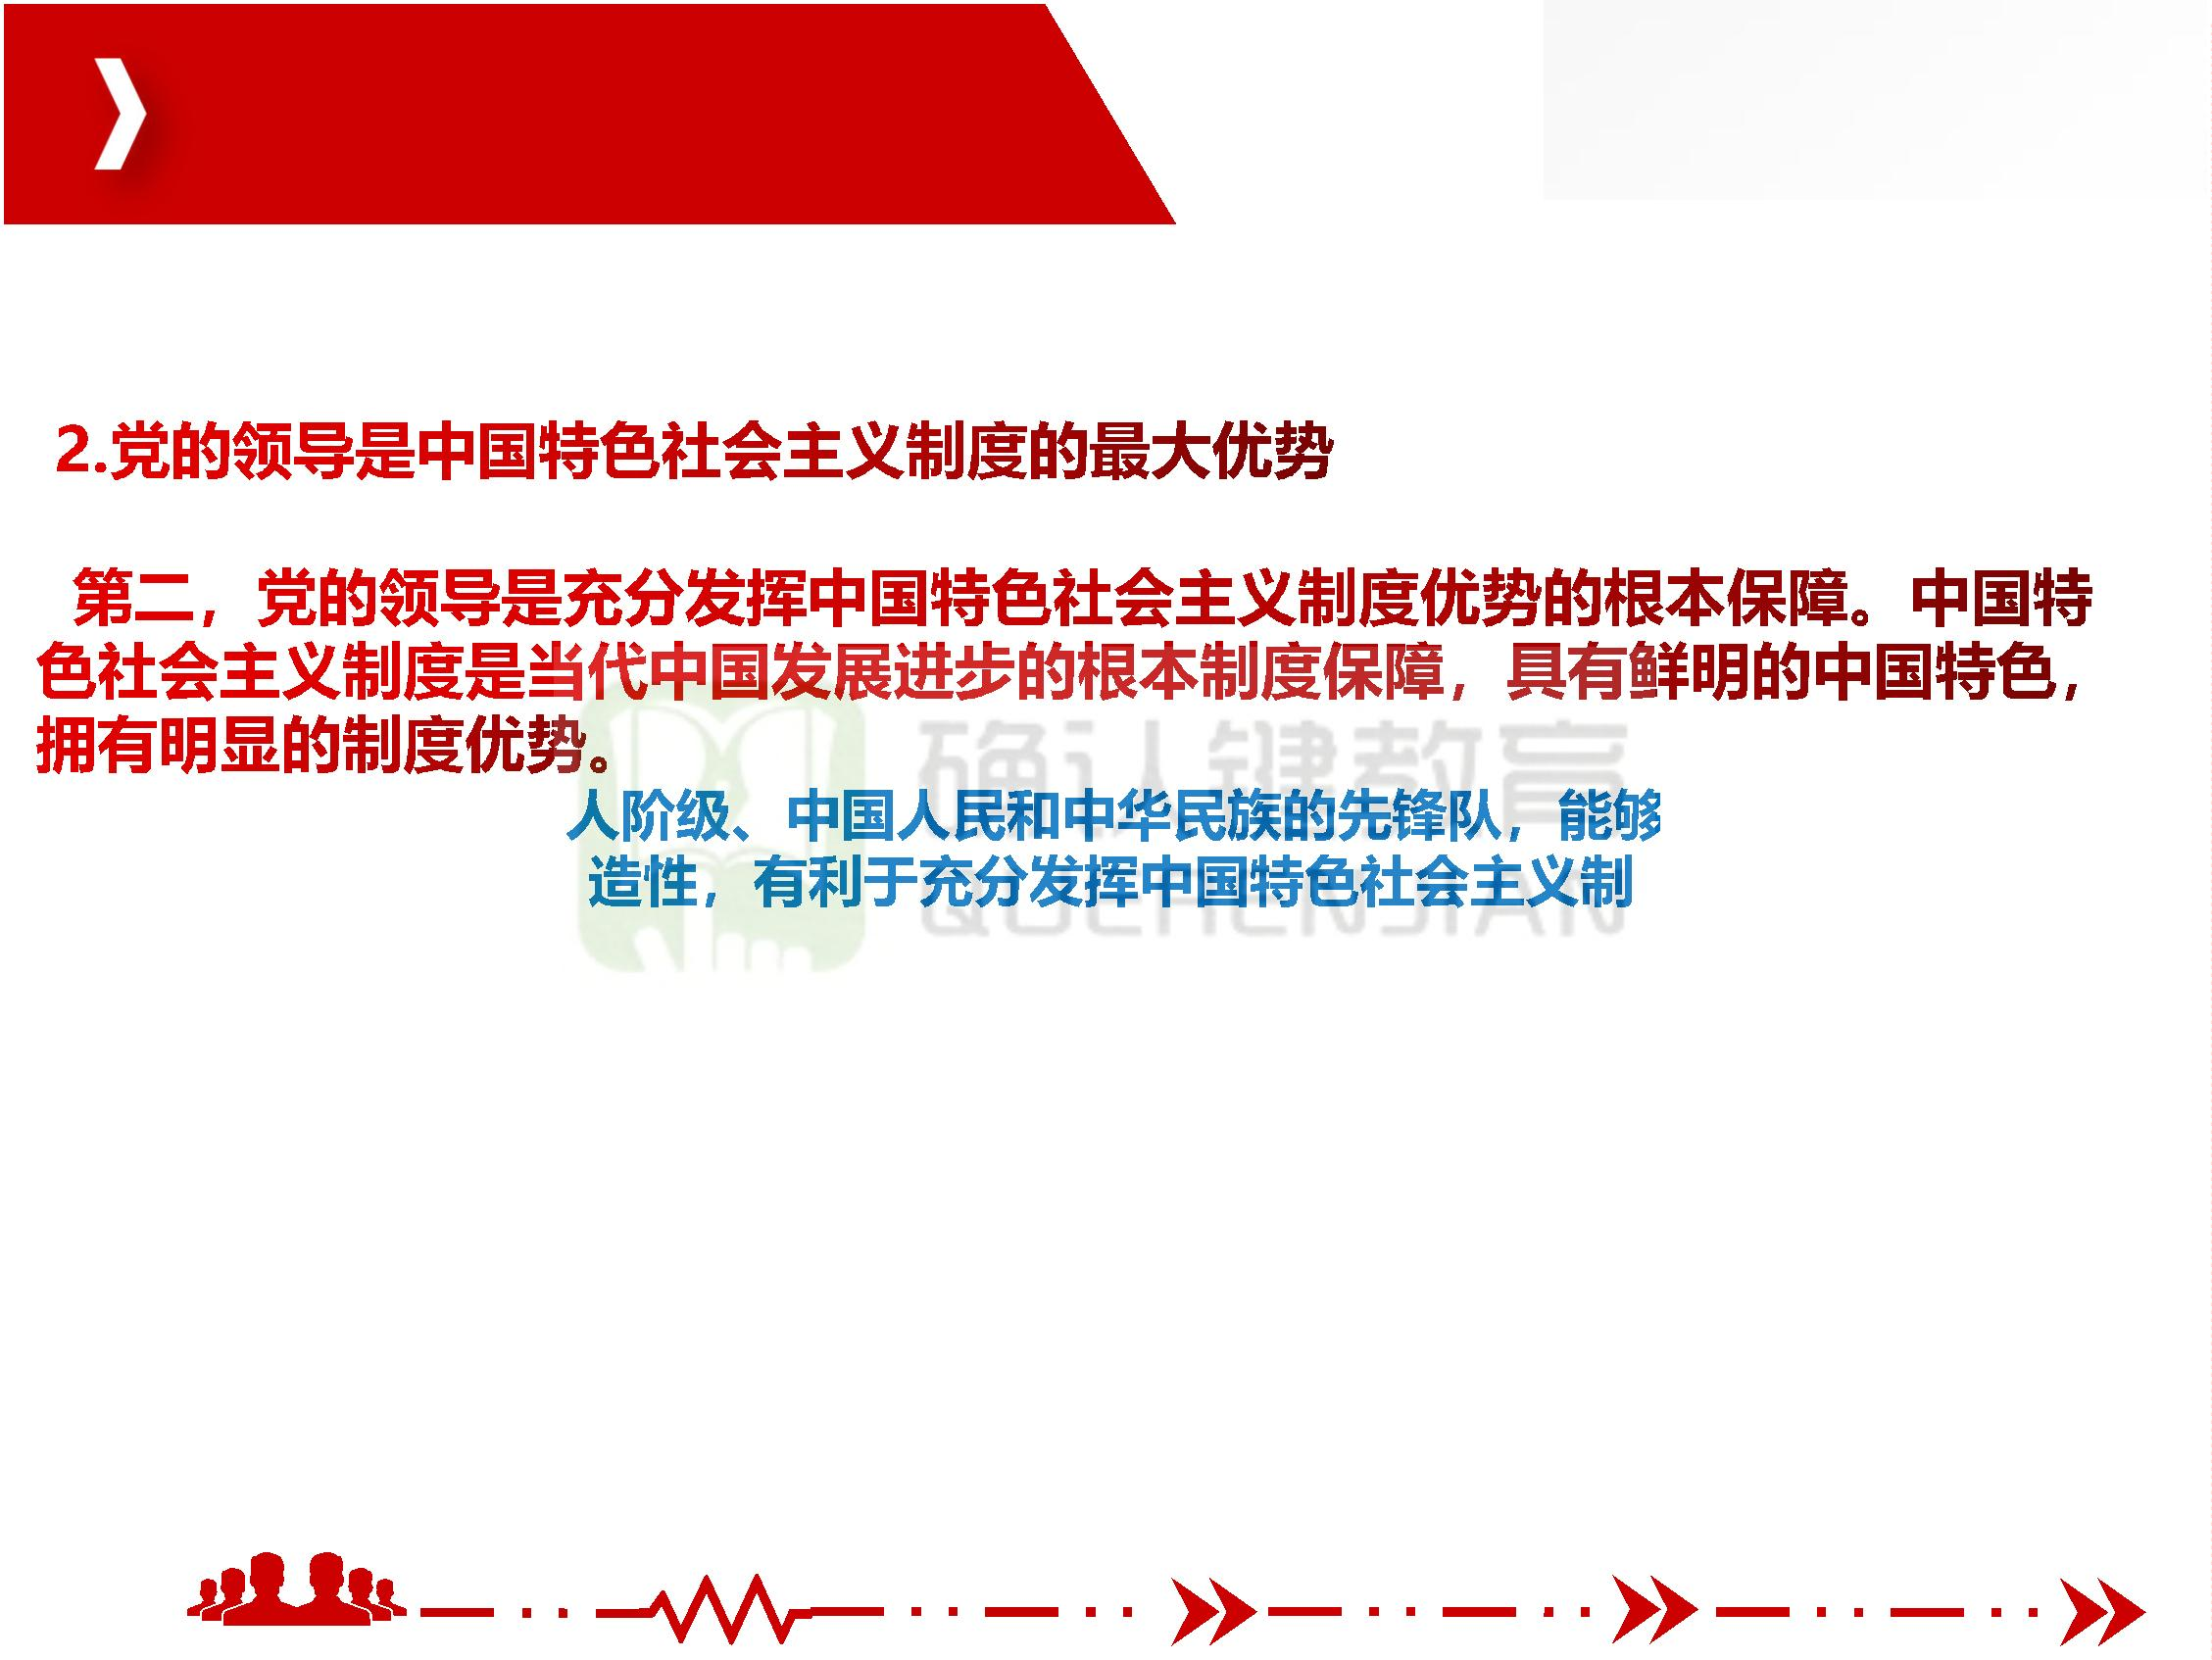 2.党的领导是中国特色社会主义制度的最大优势
第二，党的领导是充分发挥中国特色社会主义制度优势的根本保障。中国特
色社会主义制度是当代中国发展进步的根本制度保障，具有鲜明的中国特色，
拥有明显的制度优势。
确认键教育
人阶级、中国人民和中华民族的先锋队，能够
造性，有利于充分发挥中国特色社会主义制
QUERENJIAN